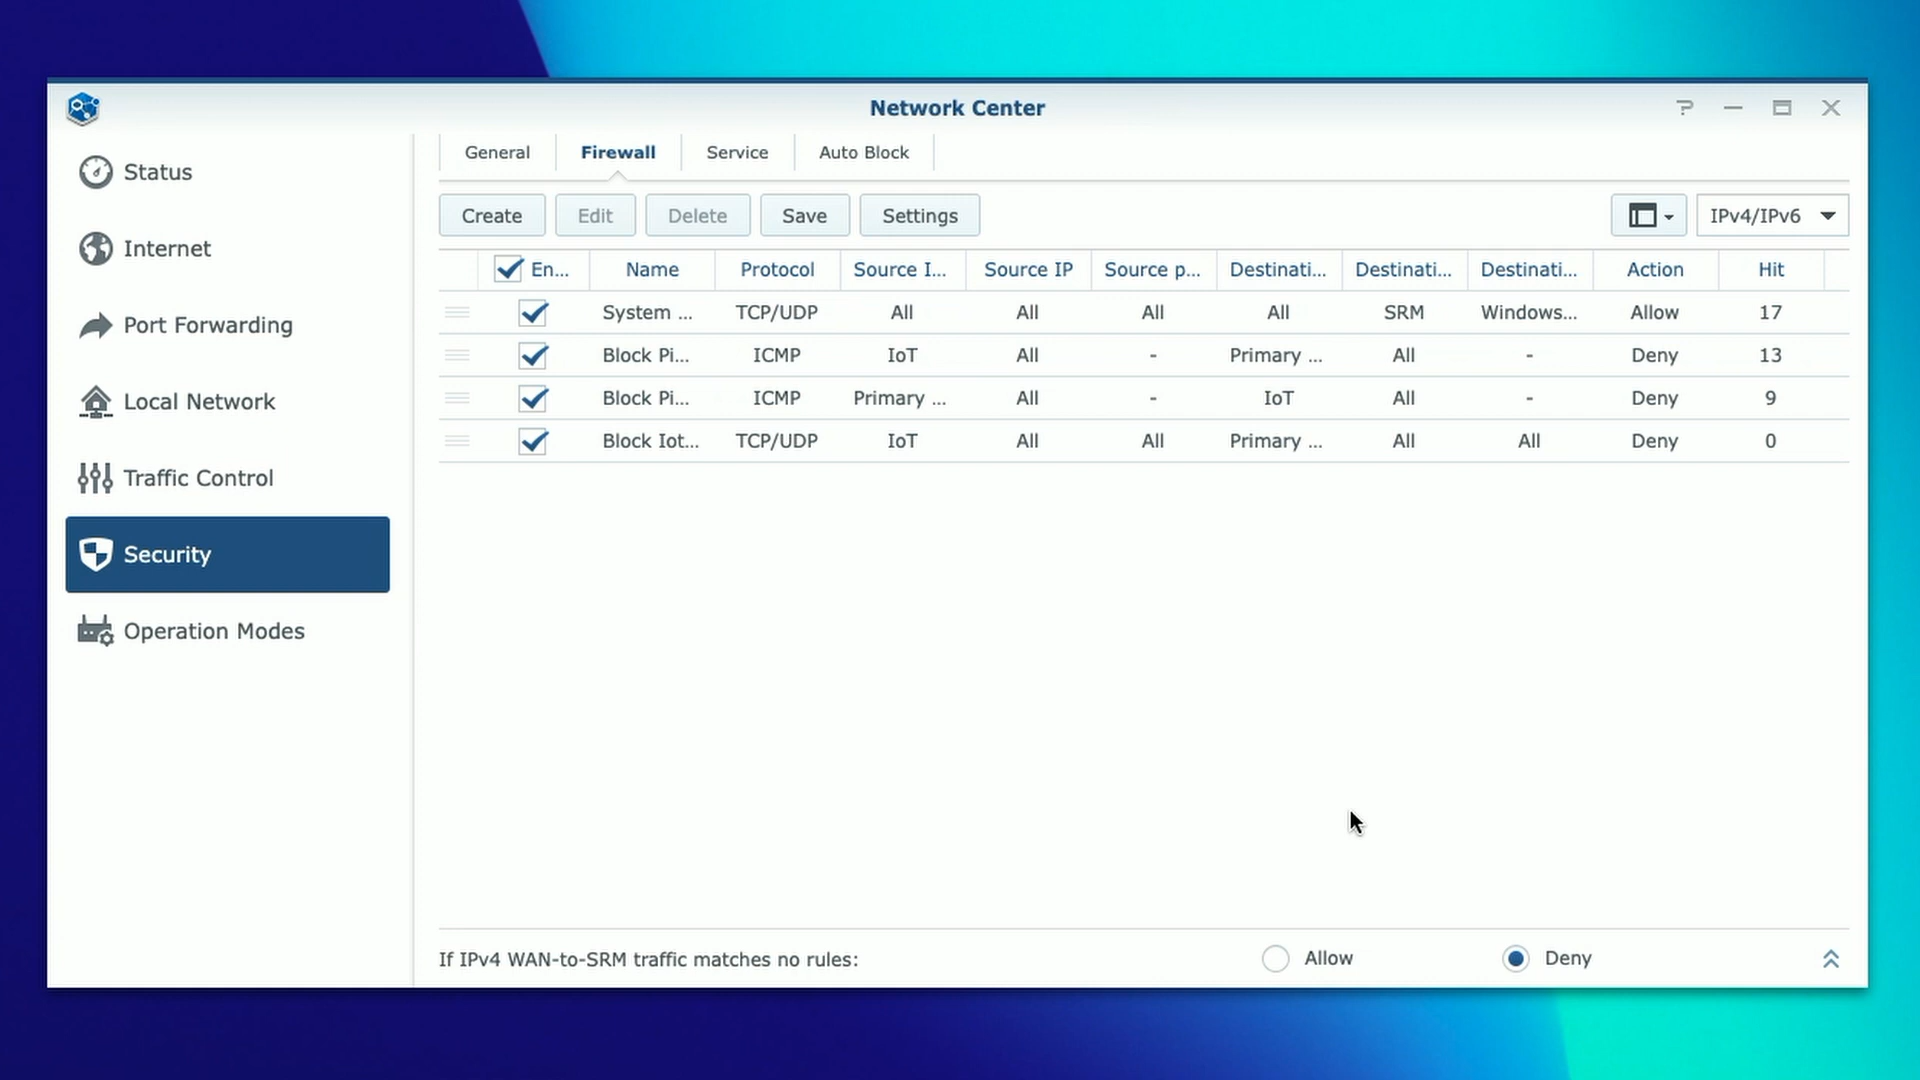 Network Center
Status
Internet
Port Forwarding
Local Network
Traffic Control
Security
Operation Modes
General Firewall Service Auto Block
Create Edit Delete Save Settings IPv4/IPv6
En... Name Protocol Source I... Source IP Source p... Destinati... Destinati... Destinati... Action Hit
System ... TCP/UDP All All All All SRM Windows... Allow 17
Block Pi... ICMP IoT All - Primary ... All - Deny 13
Block Pi... ICMP Primary ... All - IoT All - Deny 9
Block Iot... TCP/UDP IoT All All Primary ... All All Deny 0
If IPv4 WAN-to-SRM traffic matches no rules: Allow Deny